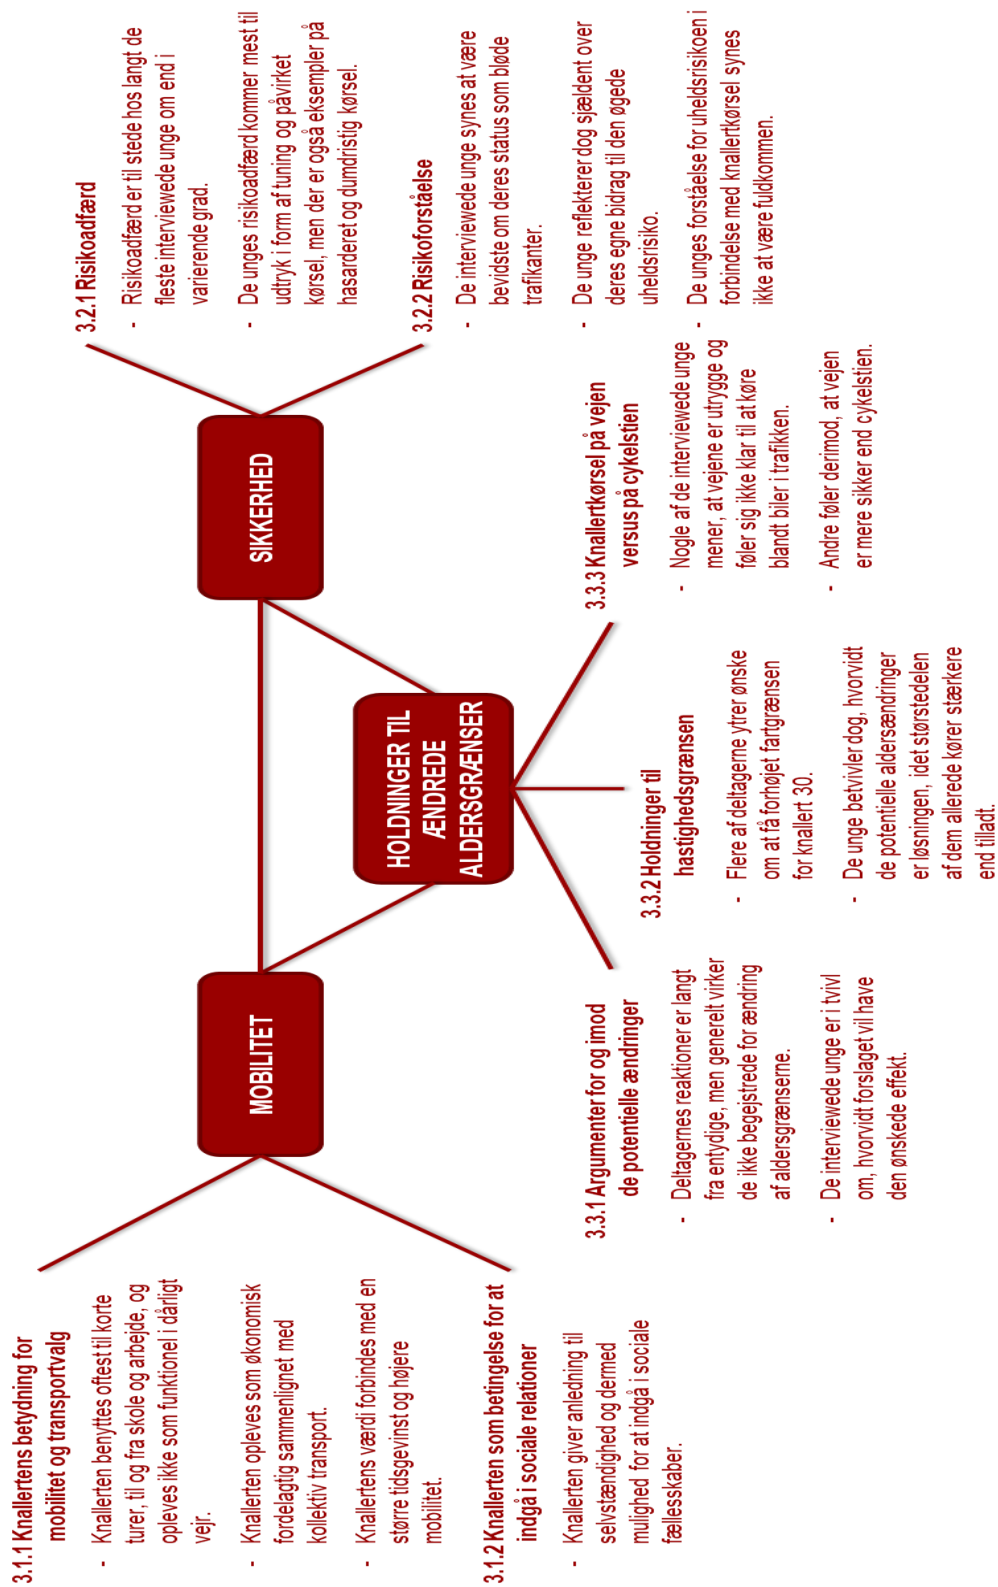 3.1.1 Knallertens betydning for
mobilitet og transportvalg
- Knallerten benyttes oftest til korte
turer, til og fra skole og arbejde, og
opleves ikke som funktionel i dårligt
vejr.
- Knallerten opleves som økonomisk
fordelagtig sammenlignet med
kollektiv transport.
- Knallertens værdi forbindes med en
større tidsgevinst og højere
mobilitet.
3.1.2 Knallerten som betingelse for at
indgå i sociale relationer
- Knallerten giver anledning til
selvstændighed og dermed
mulighed for at indgå i sociale
fællesskaber.
MOBILITET
SIKKERHED
HOLDNINGER TIL
ÆNDREDE
ALDERSGRÆNSER
3.2.1 Risikoadfærd
- Risikoadfærd er til stede hos langt de
fleste interviewede unge om end i
varierende grad.
- De unges risikoadfærd kommer mest til
udtryk i form af tuning og påvirket
kørsel, men der er også eksempler på
hasarderet og dumdristig kørsel.
3.2.2 Risikoforståelse
- De interviewede unge synes at være
bevidste om deres status som bløde
trafikanter.
- De unge reflekterer dog sjældent over
deres egne bidrag til den øgede
uheldsrisiko.
- De unges forståelse for uheldsrisikoen i
forbindelse med knallertkørsel synes
ikke at være fuldkommen.
3.3.1 Argumenter for og imod
de potentielle ændringer
- Deltagernes reaktioner er langt
fra entydige, men generelt virker
de ikke begejstrede for ændring
af aldersgrænserne.
- De interviewede unge er i tvivl
om, hvorvidt forslaget vil have
den ønskede effekt.
3.3.2 Holdninger til
hastighedsgrænsen
- Flere af deltagerne ytrer ønske
om at få forhøjet fartgrænsen
for knallert 30.
- De unge betvivler dog, hvorvidt
de potentielle aldersændringer
er løsningen, idet størstedelen
af dem allerede kører stærkere
end tilladt.
3.3.3 Knallertkørsel på vejen
versus på cykelstien
- Nogle af de interviewede unge
mener, at vejene er utrygge og
føler sig ikke klar til at køre
blandt biler i trafikken.
- Andre føler derimod, at vejen
er mere sikker end cykelstien.